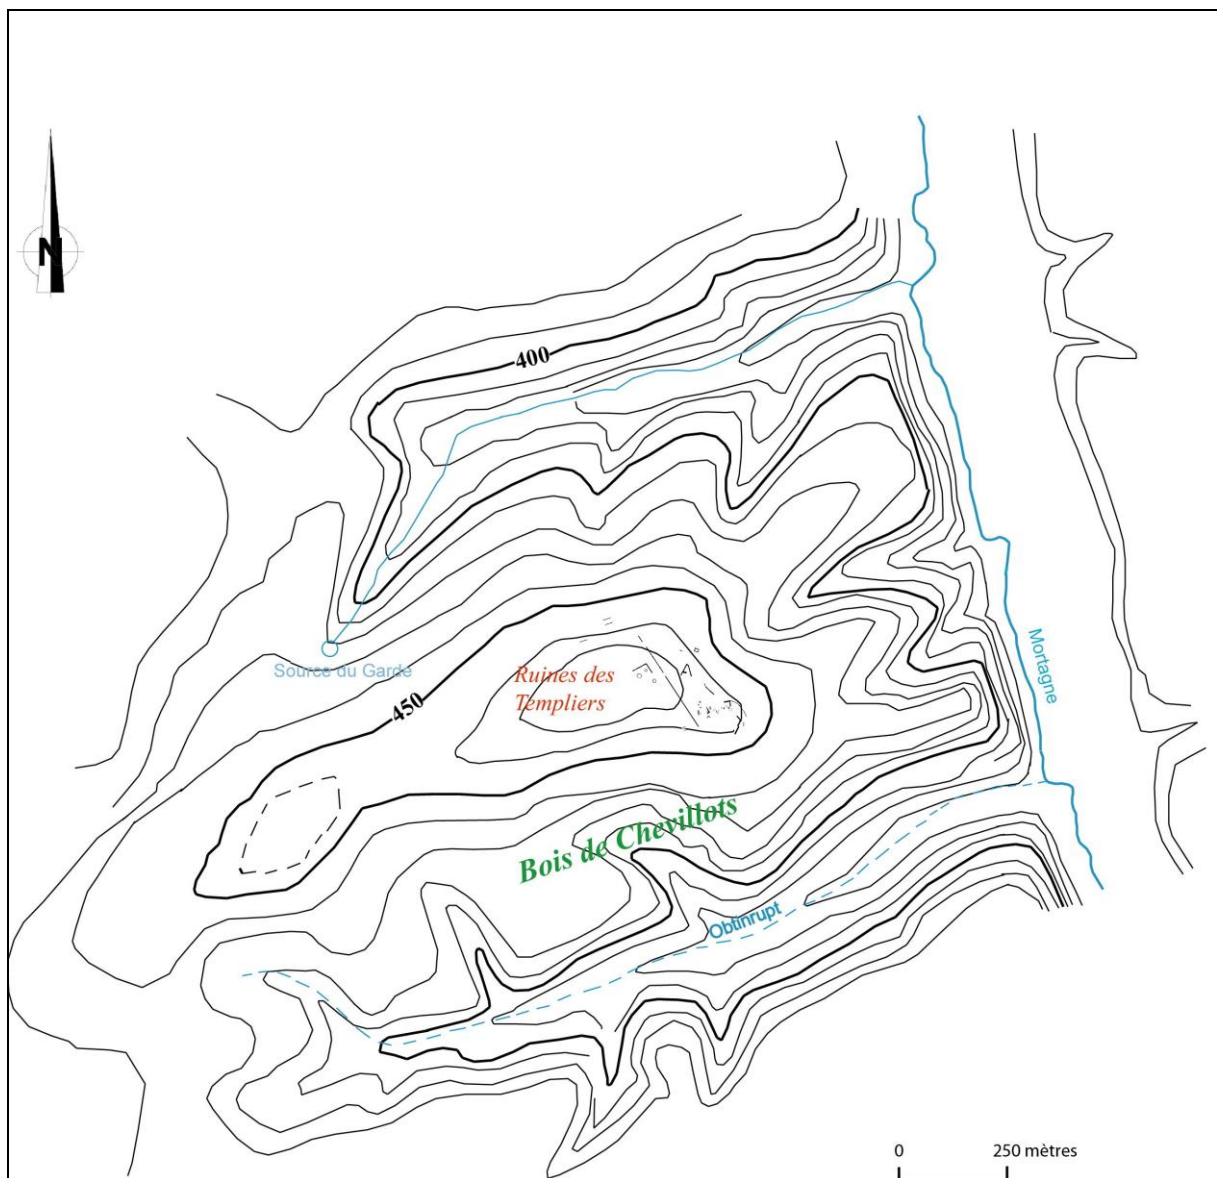 N
400
Source du Garde
Ruines des
Templiers
450
Mortagne
Bois de Chevillots
Obtinrupt
0 250 mètres